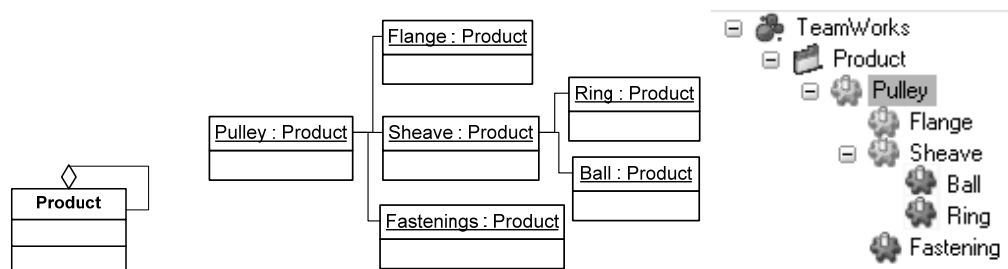 Product
Pulley : Product
Flange : Product
Sheave : Product
Fastenings : Product
Ring : Product
Ball : Product
TeamWorks
Product
Pulley
Flange
Sheave
Ball
Ring
Fastening